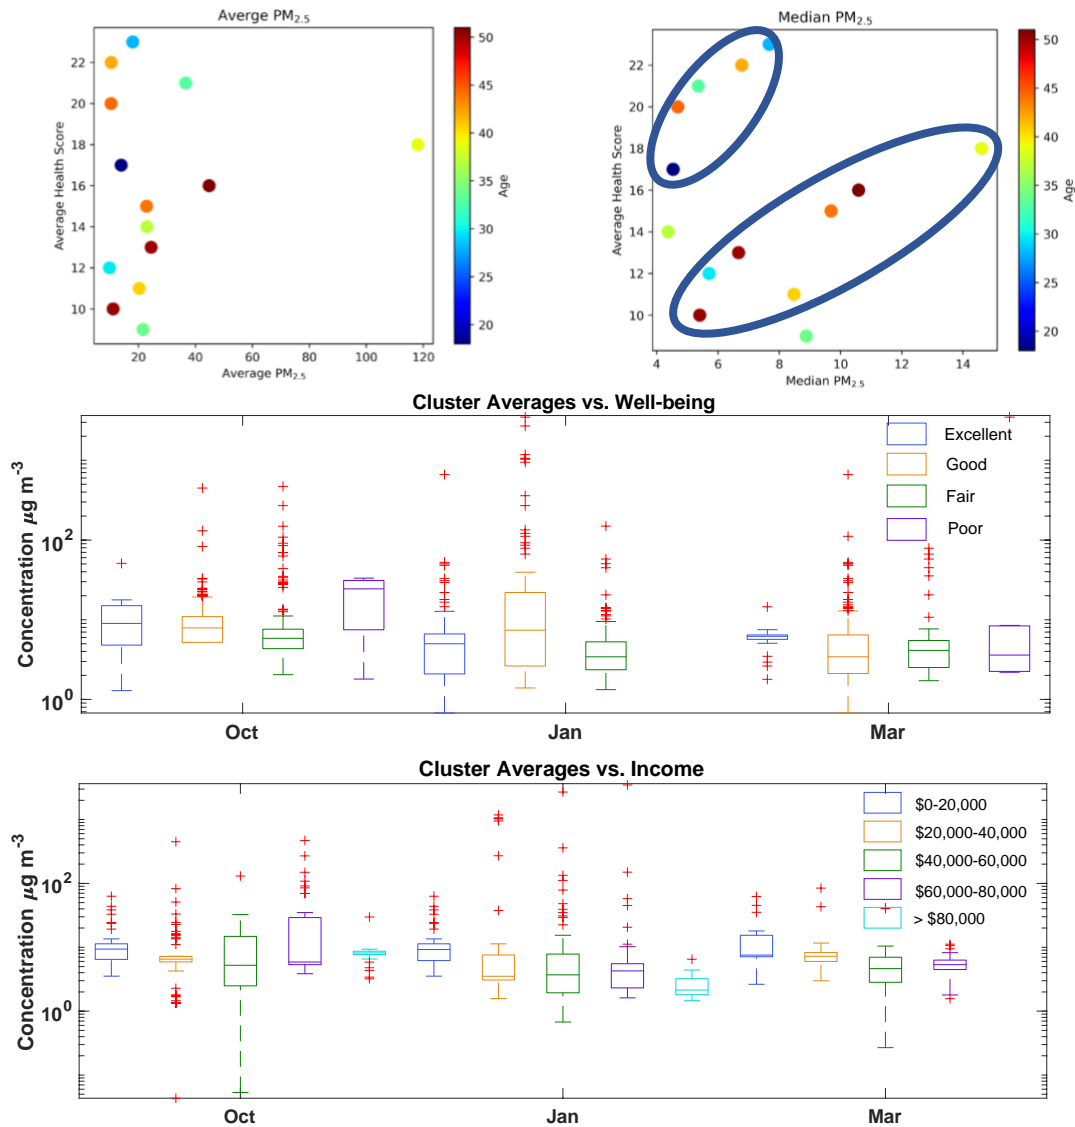 Averge PM2.5
Average Health Score
22
20
18
16
14
12
10
20
40
60
80
100
120
Average PM2.5
50
45
40
35
30
25
20
Age
Median PM2.5
Average Health Score
22
20
18
16
14
12
10
4
6
8
10
12
14
Median PM2.5
50
45
40
35
30
25
20
Age
Cluster Averages vs. Well-being
Concentration μg m-3
10^2
10^0
Oct
Jan
Mar
Excellent
Good
Fair
Poor
Cluster Averages vs. Income
Concentration μg m-3
10^2
10^0
Oct
Jan
Mar
$0-20,000
$20,000-40,000
$40,000-60,000
$60,000-80,000
> $80,000